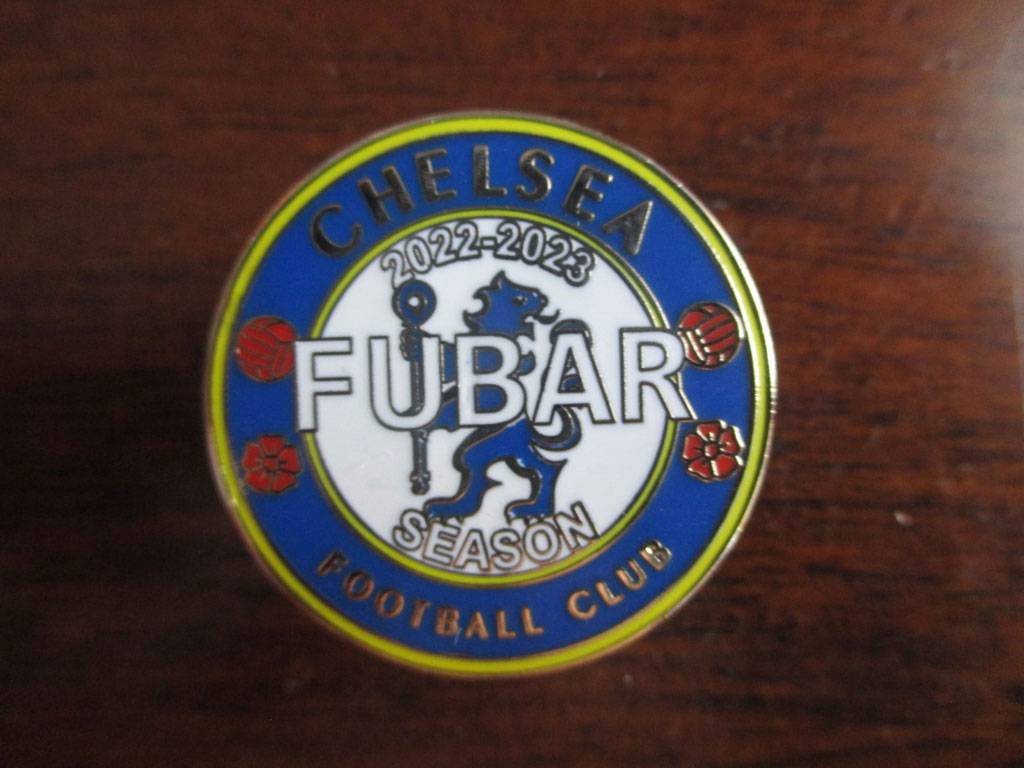 CHELSEA
2022-2023
FUBAR
SEASON
FOOTBALL CLUB